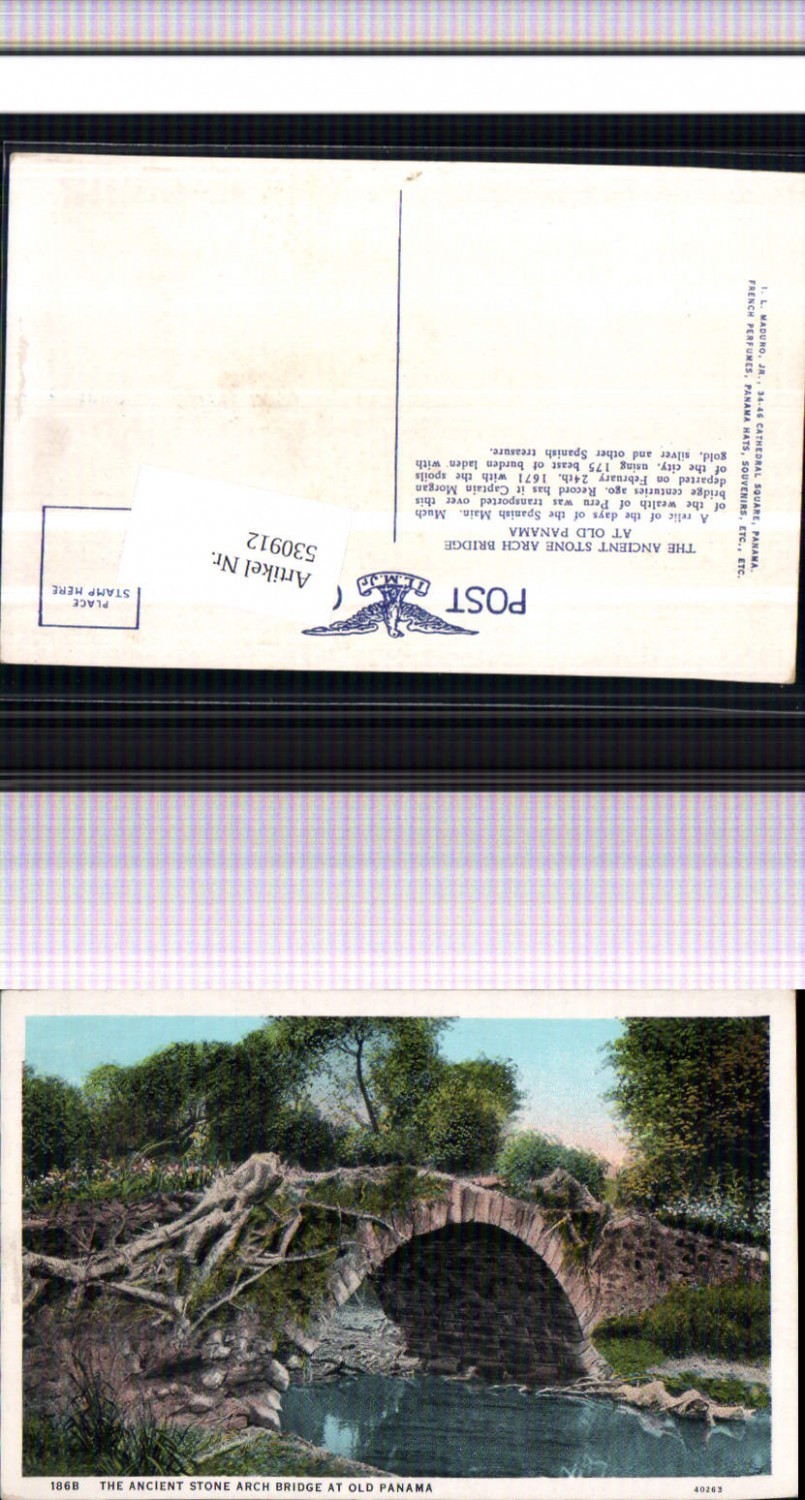 POST
I.L.M.Jr.
PLACE
STAMP HERE
Artikel Nr.
530912
THE ANCIENT STONE ARCH BRIDGE
AT OLD PANAMA
A relic of the days of the Spanish Main. Much
of the wealth of Peru was transported over this
bridge centuries ago. Record has it Captain Morgan
departed on February 24th, 1671 with the spoils
of the city, using 175 beast of burden laden with
gold, silver and other Spanish treasure.
I. L. MADURO, JR., 34-46 CATHEDRAL SQUARE, PANAMA.
FRENCH PERFUMES, PANAMA HATS, SOUVENIRS, ETC., ETC.
186B THE ANCIENT STONE ARCH BRIDGE AT OLD PANAMA
40263